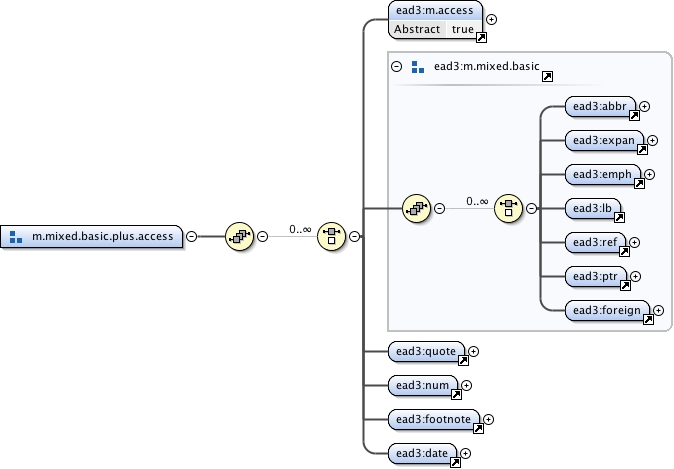 ead3:m.access
Abstract true
ead3:m.mixed.basic
ead3:abbr
ead3:expan
ead3:emph
0..∞
ead3:lb
m.mixed.basic.plus.access
0..∞
ead3:ref
ead3:ptr
ead3:foreign
ead3:quote
ead3:num
ead3:footnote
ead3:date